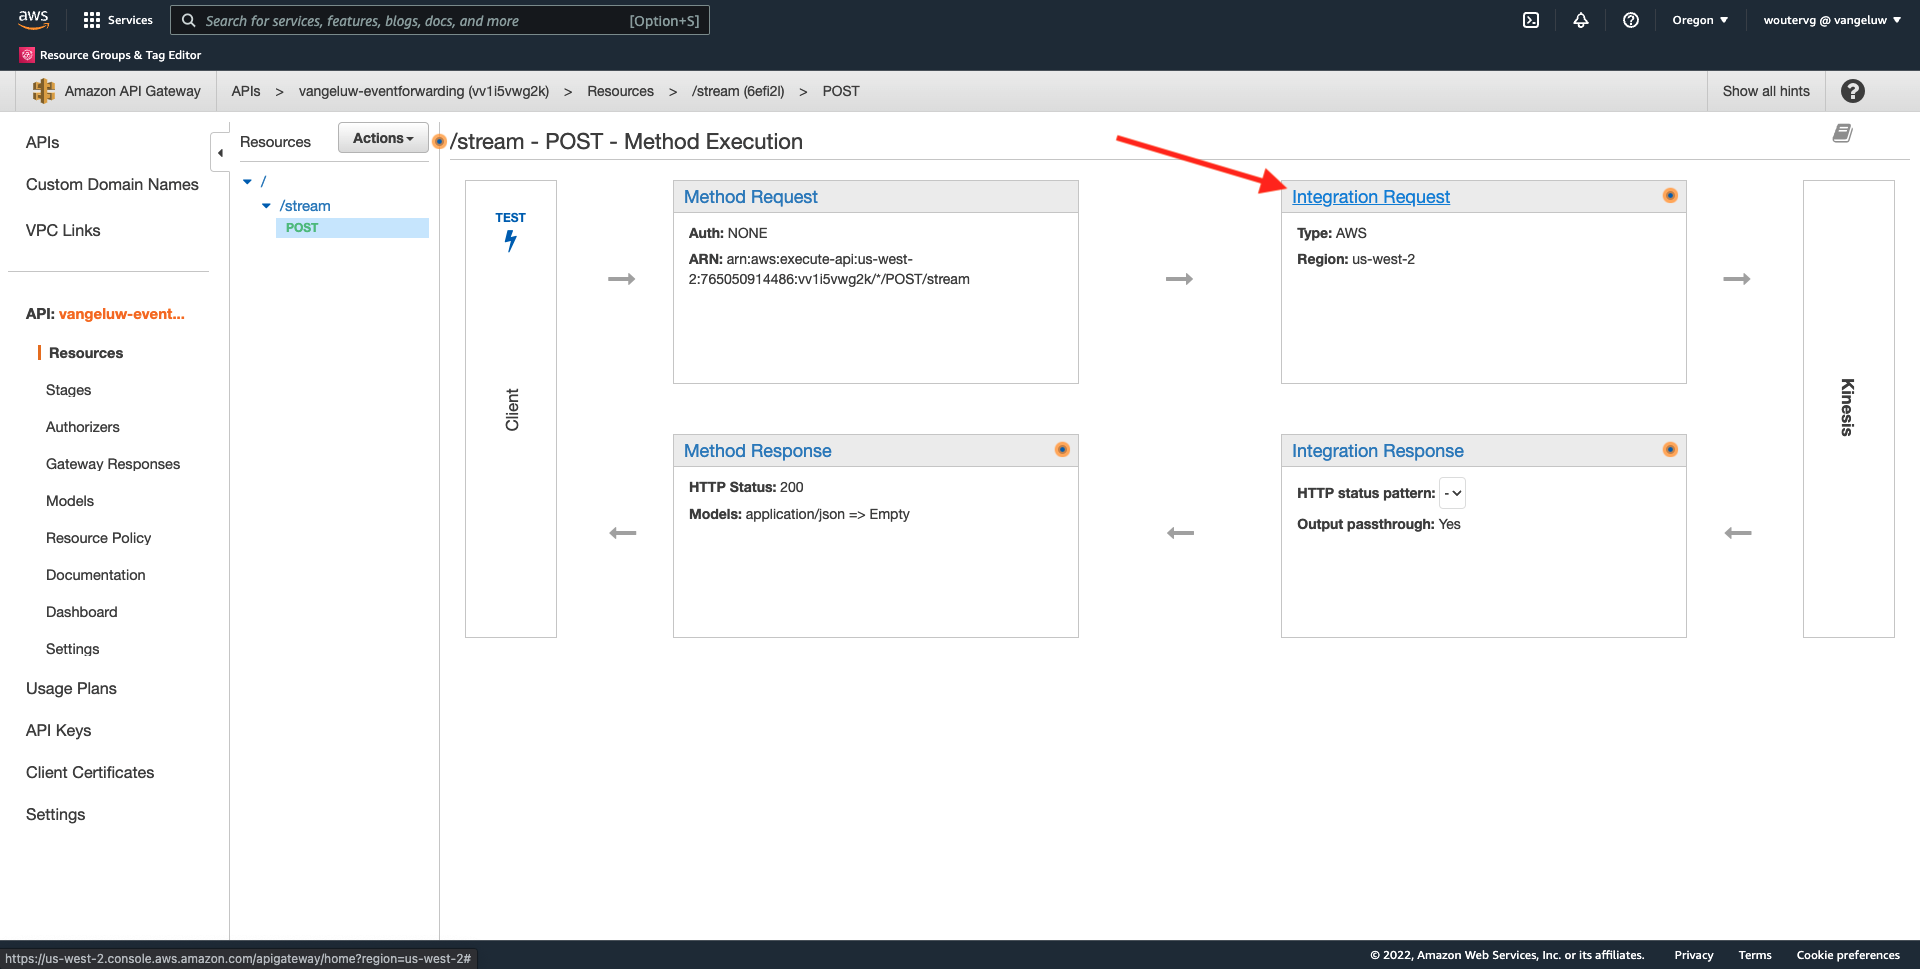 aws
Services
Search for services, features, blogs, docs, and more
[Option+S]
Oregon
woutervg @ vangeluw
Resource Groups & Tag Editor
Amazon API Gateway
APIs > vangeluw-eventforwarding (vv1i5vwg2k) > Resources > /stream (6efi2l) > POST
Show all hints
APIs
Custom Domain Names
VPC Links
API: vangeluw-event...
Resources
Stages
Authorizers
Gateway Responses
Models
Resource Policy
Documentation
Dashboard
Settings
Usage Plans
API Keys
Client Certificates
Settings
Resources
Actions
/
/stream
POST
/stream - POST - Method Execution
TEST
Client
Method Request
Auth: NONE
ARN: arn:aws:execute-api:us-west-
2:765050914486:vv1i5vwg2k/*/POST/stream
Integration Request
Type: AWS
Region: us-west-2
Method Response
HTTP Status: 200
Models: application/json => Empty
Integration Response
HTTP status pattern: -
Output passthrough: Yes
Kinesis
https://us-west-2.console.aws.amazon.com/apigateway/home?region=us-west-2#
© 2022, Amazon Web Services, Inc. or its affiliates.
Privacy
Terms
Cookie preferences